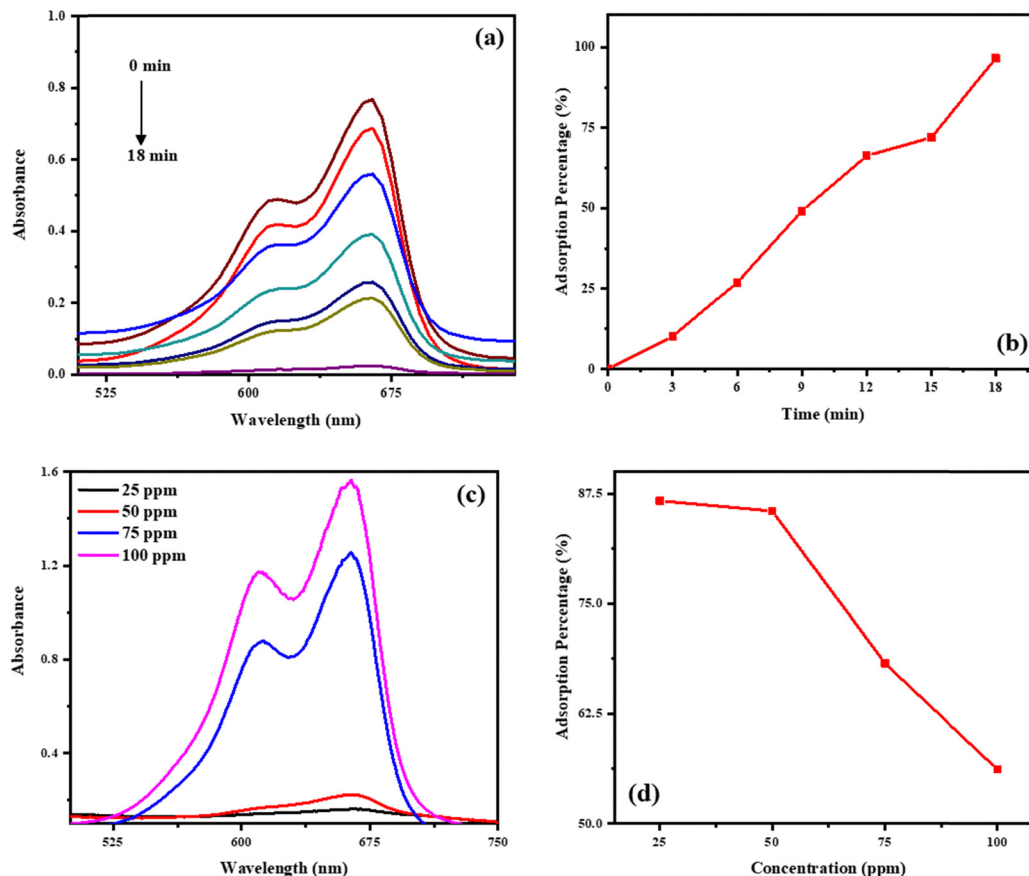 (a)
1.0
0.8
0.6
0.4
0.2
0.0
0 min
18 min
Absorbance
525
600
675
Wavelength (nm)
(b)
100
75
50
25
0
Adsorption Percentage (%)
0
3
6
9
12
15
18
Time (min)
(c)
1.6
1.2
0.8
0.4
25 ppm
50 ppm
75 ppm
100 ppm
Absorbance
525
600
675
750
Wavelength (nm)
(d)
87.5
75.0
62.5
50.0
Adsorption Percentage (%)
25
50
75
100
Concentration (ppm)